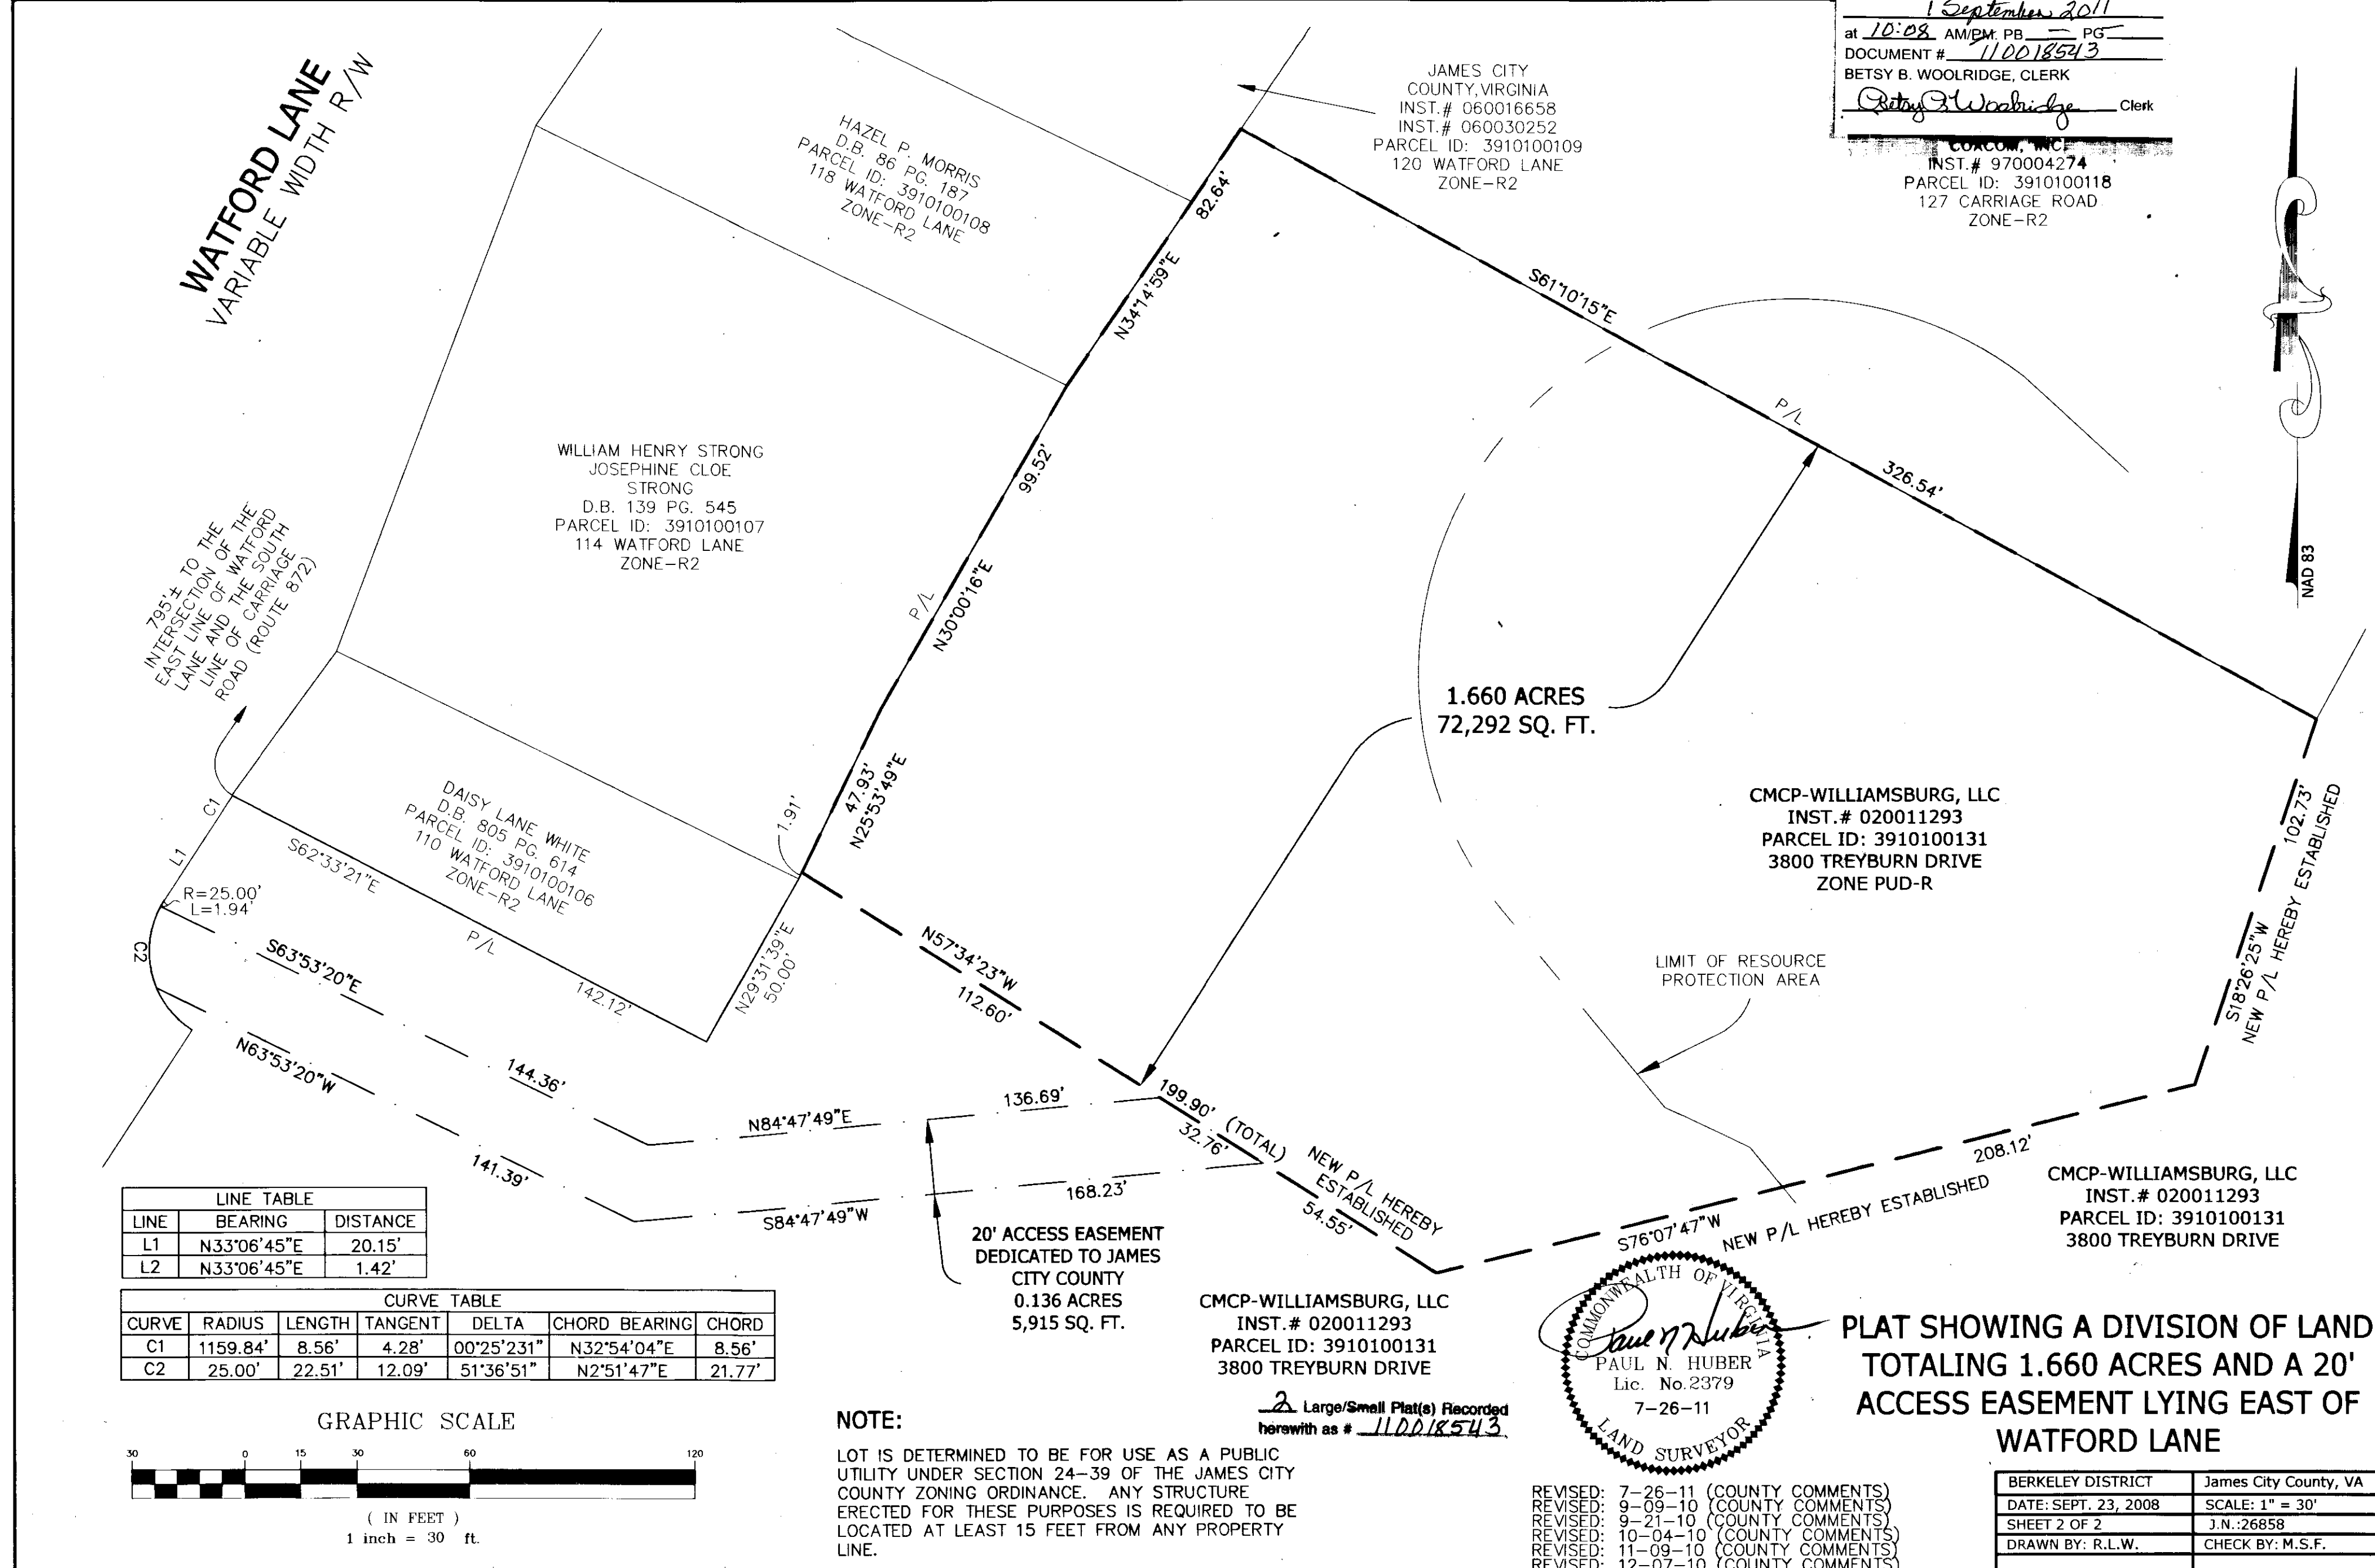 1 September 2011
at 10:08 AM/PM. PB — PG
DOCUMENT # 110018543
BETSY B. WOOLRIDGE, CLERK
Betsy B Woolridge Clerk
COXCOM, INC
INST.# 970004274
PARCEL ID: 3910100118
127 CARRIAGE ROAD
ZONE-R2
WATFORD LANE
VARIABLE WIDTH R/W
HAZEL P. MORRIS
D.B. 86 PG. 187
PARCEL ID: 3910100108
118 WATFORD LANE
ZONE-R2
JAMES CITY
COUNTY, VIRGINIA
INST.# 060016658
INST.# 060030252
PARCEL ID: 3910100109
120 WATFORD LANE
ZONE-R2
82.64'
N34°14'59"E
S61°10'15"E
P/L
326.54'
NAD 83
WILLIAM HENRY STRONG
JOSEPHINE CLOE
STRONG
D.B. 139 PG. 545
PARCEL ID: 3910100107
114 WATFORD LANE
ZONE-R2
99.52'
P/L
N30°00'16"E
795'± TO THE
INTERSECTION OF THE
EAST LINE OF WATFORD
LANE AND THE SOUTH
LINE OF CARRIAGE
ROAD (ROUTE 872)
1.660 ACRES
72,292 SQ. FT.
47.93'
N25°53'49"E
1.91'
DAISY LANE WHITE
D.B. 805 PG. 614
PARCEL ID: 3910100106
110 WATFORD LANE
ZONE-R2
C1
L1
R=25.00'
L=1.94'
C2
S62°33'21"E
P/L
142.12'
N29°31'39"E
50.00'
CMCP-WILLIAMSBURG, LLC
INST.# 020011293
PARCEL ID: 3910100131
3800 TREYBURN DRIVE
ZONE PUD-R
102.73'
S18°26'25"W
NEW P/L HEREBY ESTABLISHED
LIMIT OF RESOURCE
PROTECTION AREA
N57°34'23"W
112.60'
S63°53'20"E
144.36'
N63°53'20"W
141.39'
N84°47'49"E
136.69'
S84°47'49"W
168.23'
199.90' (TOTAL)
32.76'
NEW P/L HEREBY
ESTABLISHED
54.55'
208.12'
S76°07'47"W
NEW P/L HEREBY ESTABLISHED
20' ACCESS EASEMENT
DEDICATED TO JAMES
CITY COUNTY
0.136 ACRES
5,915 SQ. FT.
CMCP-WILLIAMSBURG, LLC
INST.# 020011293
PARCEL ID: 3910100131
3800 TREYBURN DRIVE
CMCP-WILLIAMSBURG, LLC
INST.# 020011293
PARCEL ID: 3910100131
3800 TREYBURN DRIVE
LINE TABLE
LINE BEARING DISTANCE
L1 N33°06'45"E 20.15'
L2 N33°06'45"E 1.42'
CURVE TABLE
CURVE RADIUS LENGTH TANGENT DELTA CHORD BEARING CHORD
C1 1159.84' 8.56' 4.28' 00°25'231" N32°54'04"E 8.56'
C2 25.00' 22.51' 12.09' 51°36'51" N2°51'47"E 21.77'
GRAPHIC SCALE
30 0 15 30 60 120
( IN FEET )
1 inch = 30 ft.
2 Large/Small Plat(s) Recorded
herewith as # 110018543
NOTE:
LOT IS DETERMINED TO BE FOR USE AS A PUBLIC
UTILITY UNDER SECTION 24-39 OF THE JAMES CITY
COUNTY ZONING ORDINANCE. ANY STRUCTURE
ERECTED FOR THESE PURPOSES IS REQUIRED TO BE
LOCATED AT LEAST 15 FEET FROM ANY PROPERTY
LINE.
COMMONWEALTH OF VIRGINIA
Paul N Huber
PAUL N. HUBER
Lic. No.2379
7-26-11
LAND SURVEYOR
REVISED: 7-26-11 (COUNTY COMMENTS)
REVISED: 9-09-10 (COUNTY COMMENTS)
REVISED: 9-21-10 (COUNTY COMMENTS)
REVISED: 10-04-10 (COUNTY COMMENTS)
REVISED: 11-09-10 (COUNTY COMMENTS)
REVISED: 12-07-10 (COUNTY COMMENTS)
PLAT SHOWING A DIVISION OF LAND
TOTALING 1.660 ACRES AND A 20'
ACCESS EASEMENT LYING EAST OF
WATFORD LANE
BERKELEY DISTRICT James City County, VA
DATE: SEPT. 23, 2008 SCALE: 1" = 30'
SHEET 2 OF 2 J.N.:26858
DRAWN BY: R.L.W. CHECK BY: M.S.F.